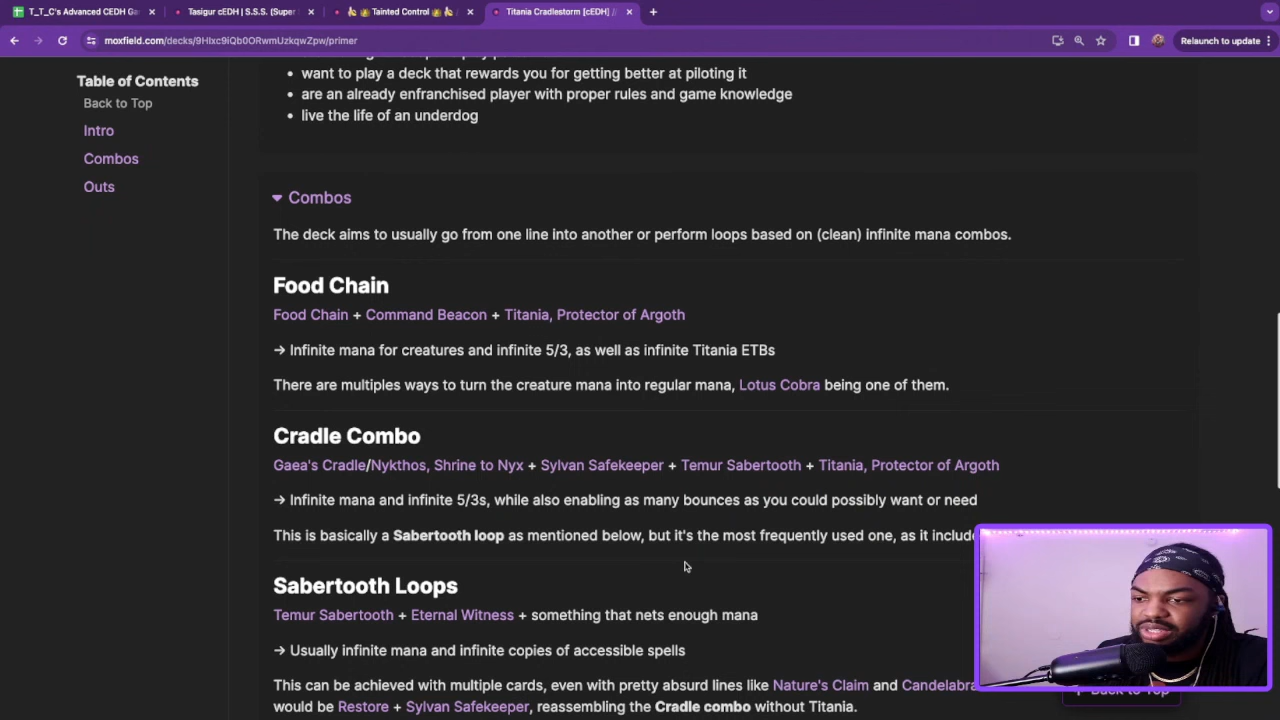 T_T_C's Advanced CEDH Ga
Tasigur cEDH | S.S.S. (Super
Tainted Control
Titania Cradlestorm [cEDH] //
moxfield.com/decks/9HIxc9iQb0ORwmUzkqwZpw/primer
Relaunch to update
Table of Contents
Back to Top
Intro
Combos
Outs
want to play a deck that rewards you for getting better at piloting it
are an already enfranchised player with proper rules and game knowledge
live the life of an underdog
Combos
The deck aims to usually go from one line into another or perform loops based on (clean) infinite mana combos.
Food Chain
Food Chain + Command Beacon + Titania, Protector of Argoth
→ Infinite mana for creatures and infinite 5/3, as well as infinite Titania ETBs
There are multiples ways to turn the creature mana into regular mana, Lotus Cobra being one of them.
Cradle Combo
Gaea's Cradle/Nykthos, Shrine to Nyx + Sylvan Safekeeper + Temur Sabertooth + Titania, Protector of Argoth
→ Infinite mana and infinite 5/3s, while also enabling as many bounces as you could possibly want or need
This is basically a Sabertooth loop as mentioned below, but it's the most frequently used one, as it include
Sabertooth Loops
Temur Sabertooth + Eternal Witness + something that nets enough mana
→ Usually infinite mana and infinite copies of accessible spells
This can be achieved with multiple cards, even with pretty absurd lines like Nature's Claim and Candelabra
would be Restore + Sylvan Safekeeper, reassembling the Cradle combo without Titania.
Back to Top